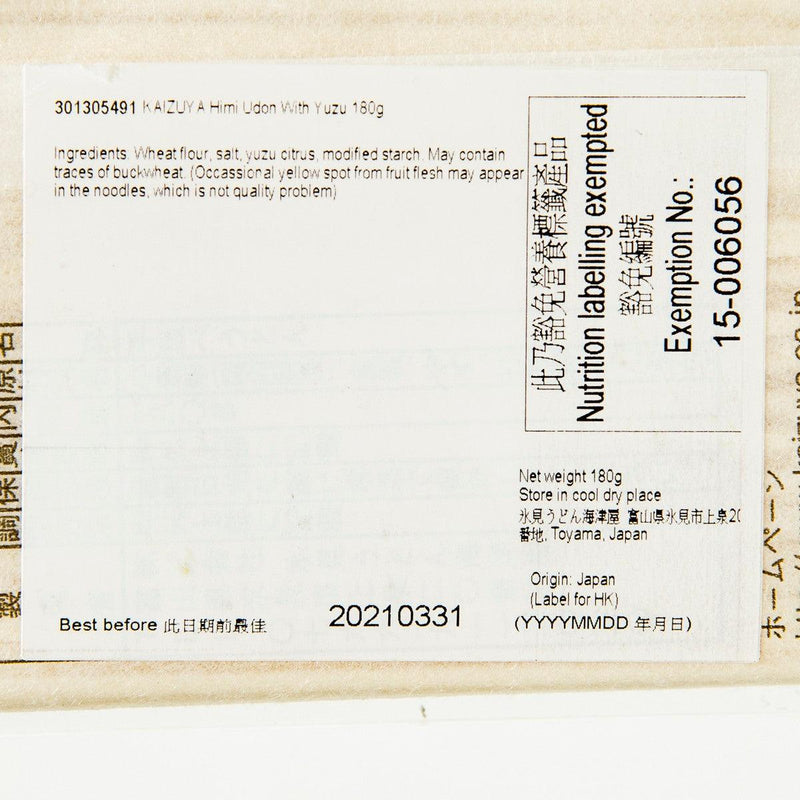 301305491 KAIZUYA Himi Udon With Yuzu 180g
Ingredients: Wheat flour, salt, yuzu citrus, modified starch. May contain
traces of buckwheat. (Occassional yellow spot from fruit flesh may appear
in the noodles, which is not quality problem)
此乃豁免營養標籤產品
Nutrition labelling exempted
豁免編號
Exemption No.:
15-006056
Net weight 180g
Store in cool dry place
氷見うどん海津屋 富山県氷見市上泉20
番地, Toyama, Japan
Origin: Japan
(Label for HK)
Best before 此日期前最佳 20210331 (YYYYMMDD 年月日)
ホームページ